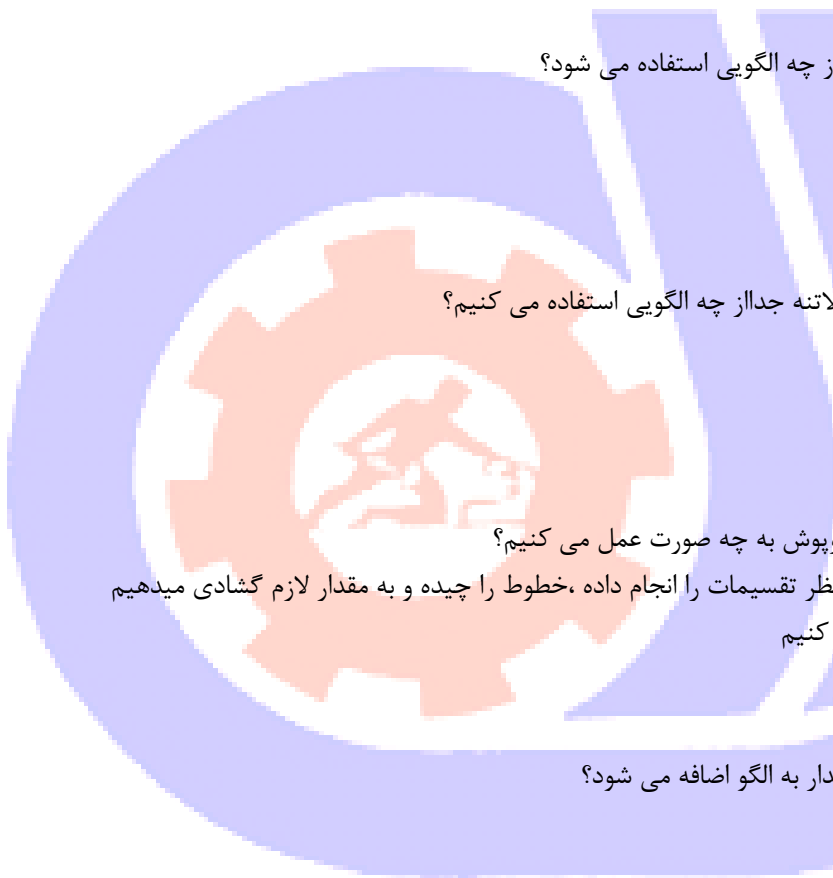 ز چه الگویی استفاده می شود؟
لاتنه جدااز چه الگویی استفاده می کنیم؟
وپوش به چه صورت عمل می کنیم؟
ظر تقسیمات را انجام داده ،خطوط را چیده و به مقدار لازم گشادی میدهیم
کنیم
دار به الگو اضافه می شود؟